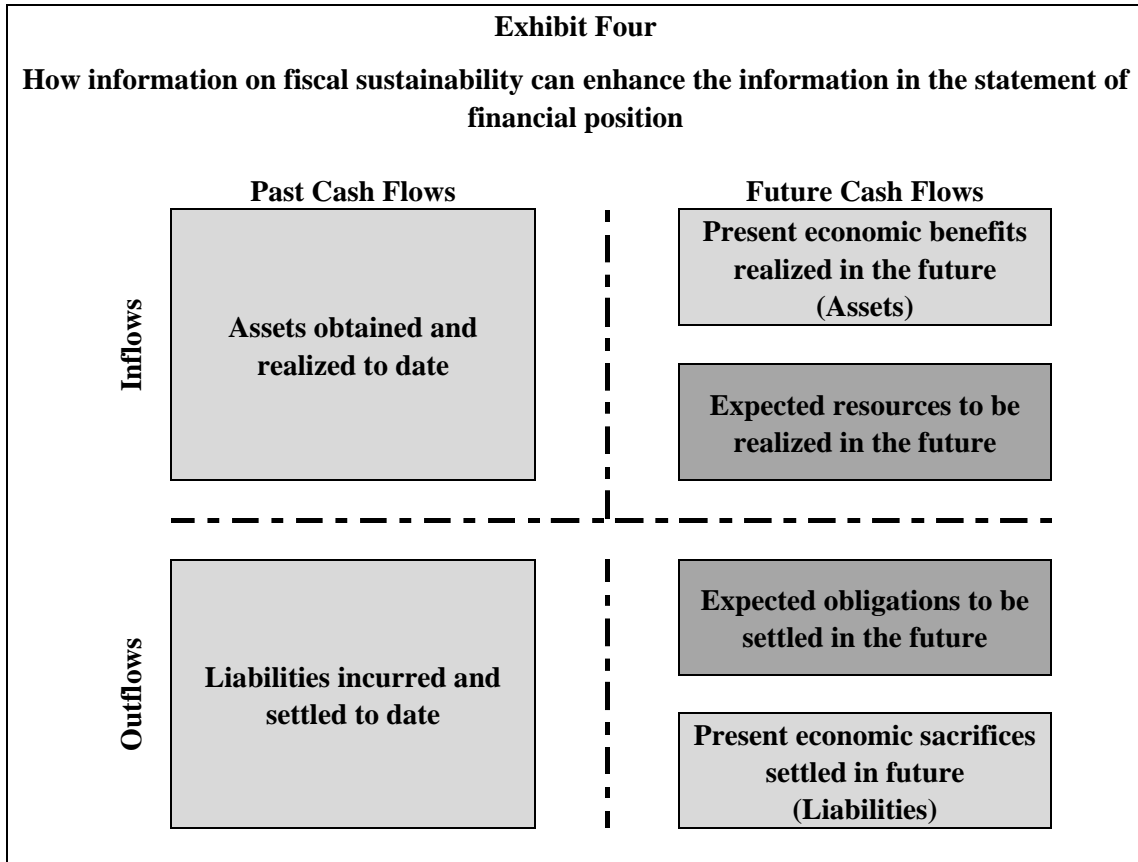 Exhibit Four
How information on fiscal sustainability can enhance the information in the statement of
financial position
Past Cash Flows
Future Cash Flows
Inflows
Assets obtained and
realized to date
Present economic benefits
realized in the future
(Assets)
Expected resources to be
realized in the future
Outflows
Liabilities incurred and
settled to date
Expected obligations to be
settled in the future
Present economic sacrifices
settled in future
(Liabilities)